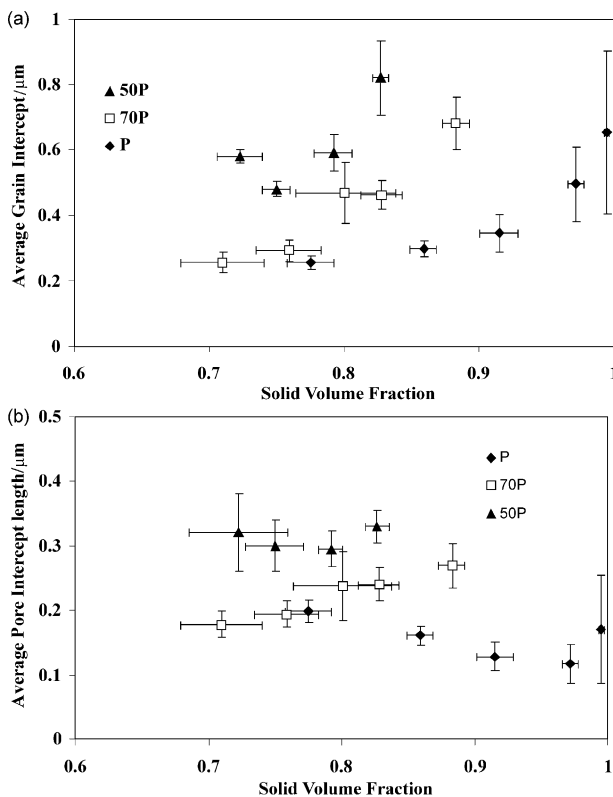 (a)
1
0.8
0.6
0.4
0.2
0
Average Grain Intercept/μm
50P
70P
P
0.6
0.7
0.8
0.9
1
Solid Volume Fraction
(b)
0.5
0.4
0.3
0.2
0.1
0
Average Pore Intercept length/μm
P
70P
50P
0.6
0.7
0.8
0.9
1
Solid Volume Fraction